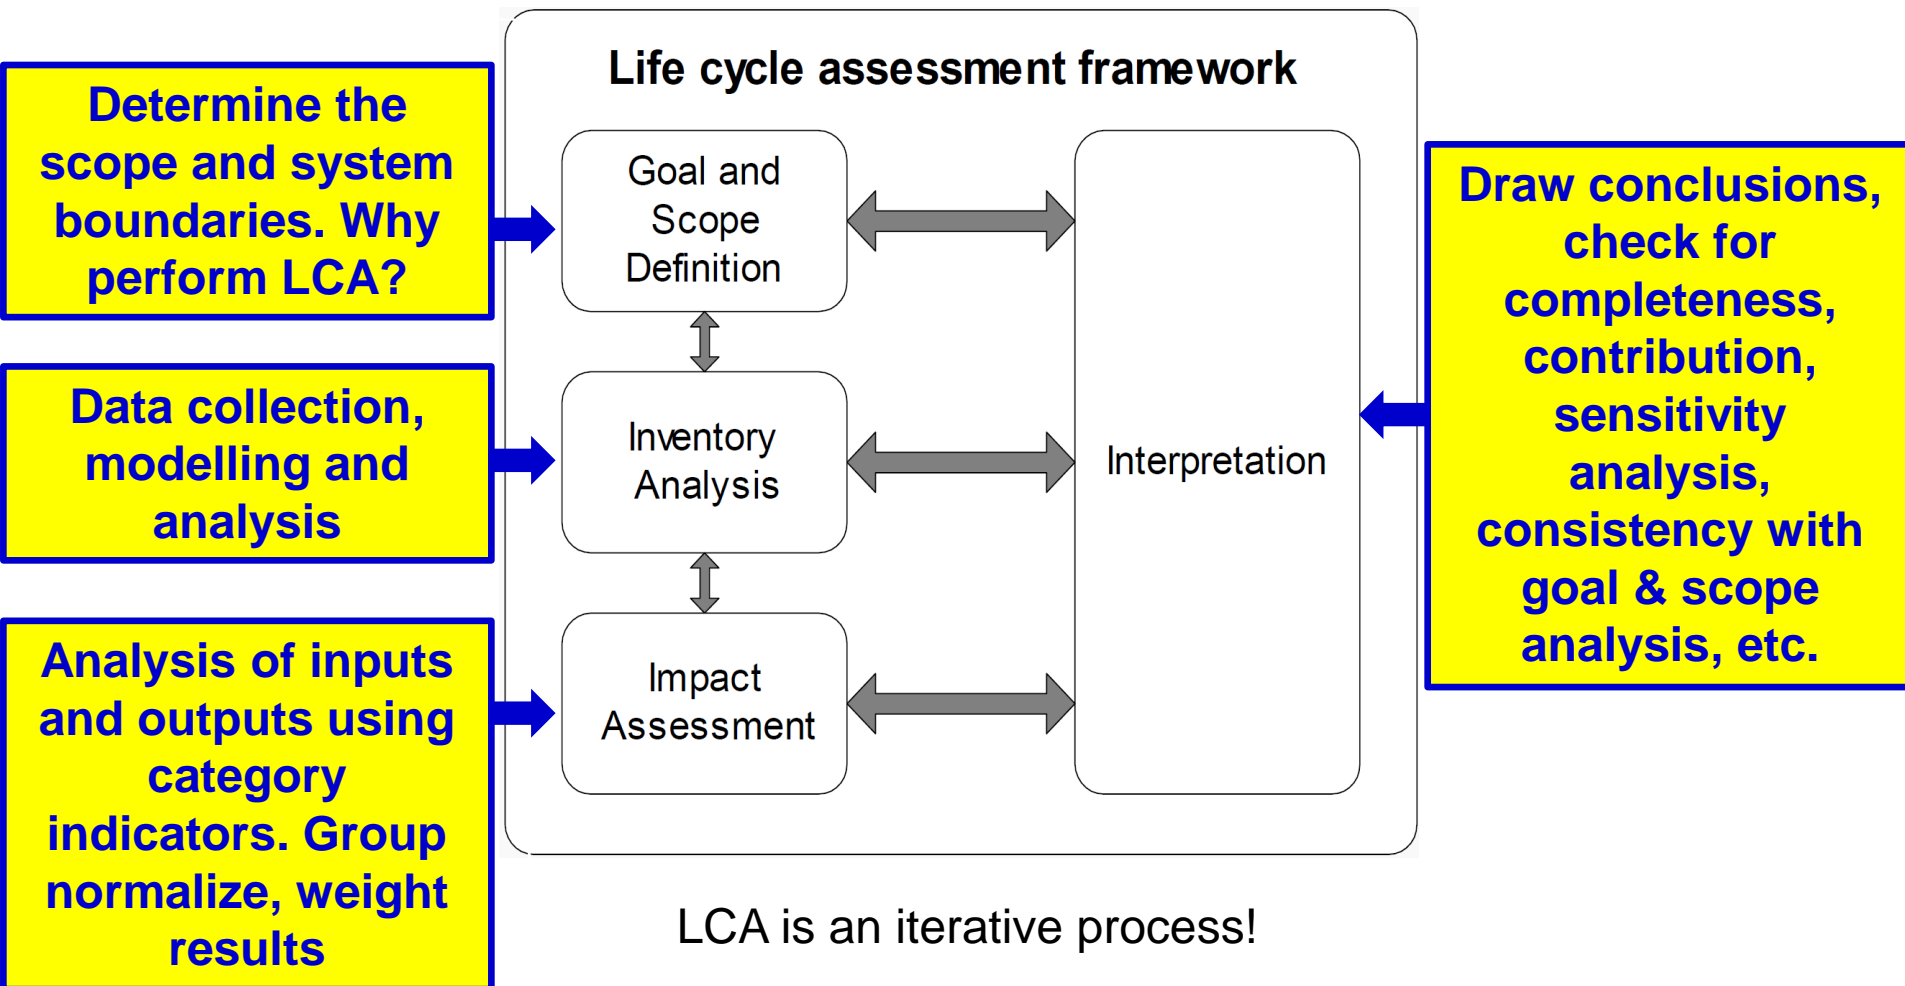 Life cycle assessment framework
Determine the
scope and system
boundaries. Why
perform LCA?
Goal and
Scope
Definition
Data collection,
modelling and
analysis
Inventory
Analysis
Analysis of inputs
and outputs using
category
indicators. Group
normalize, weight
results
Impact
Assessment
Interpretation
Draw conclusions,
check for
completeness,
contribution,
sensitivity
analysis,
consistency with
goal & scope
analysis, etc.
LCA is an iterative process!